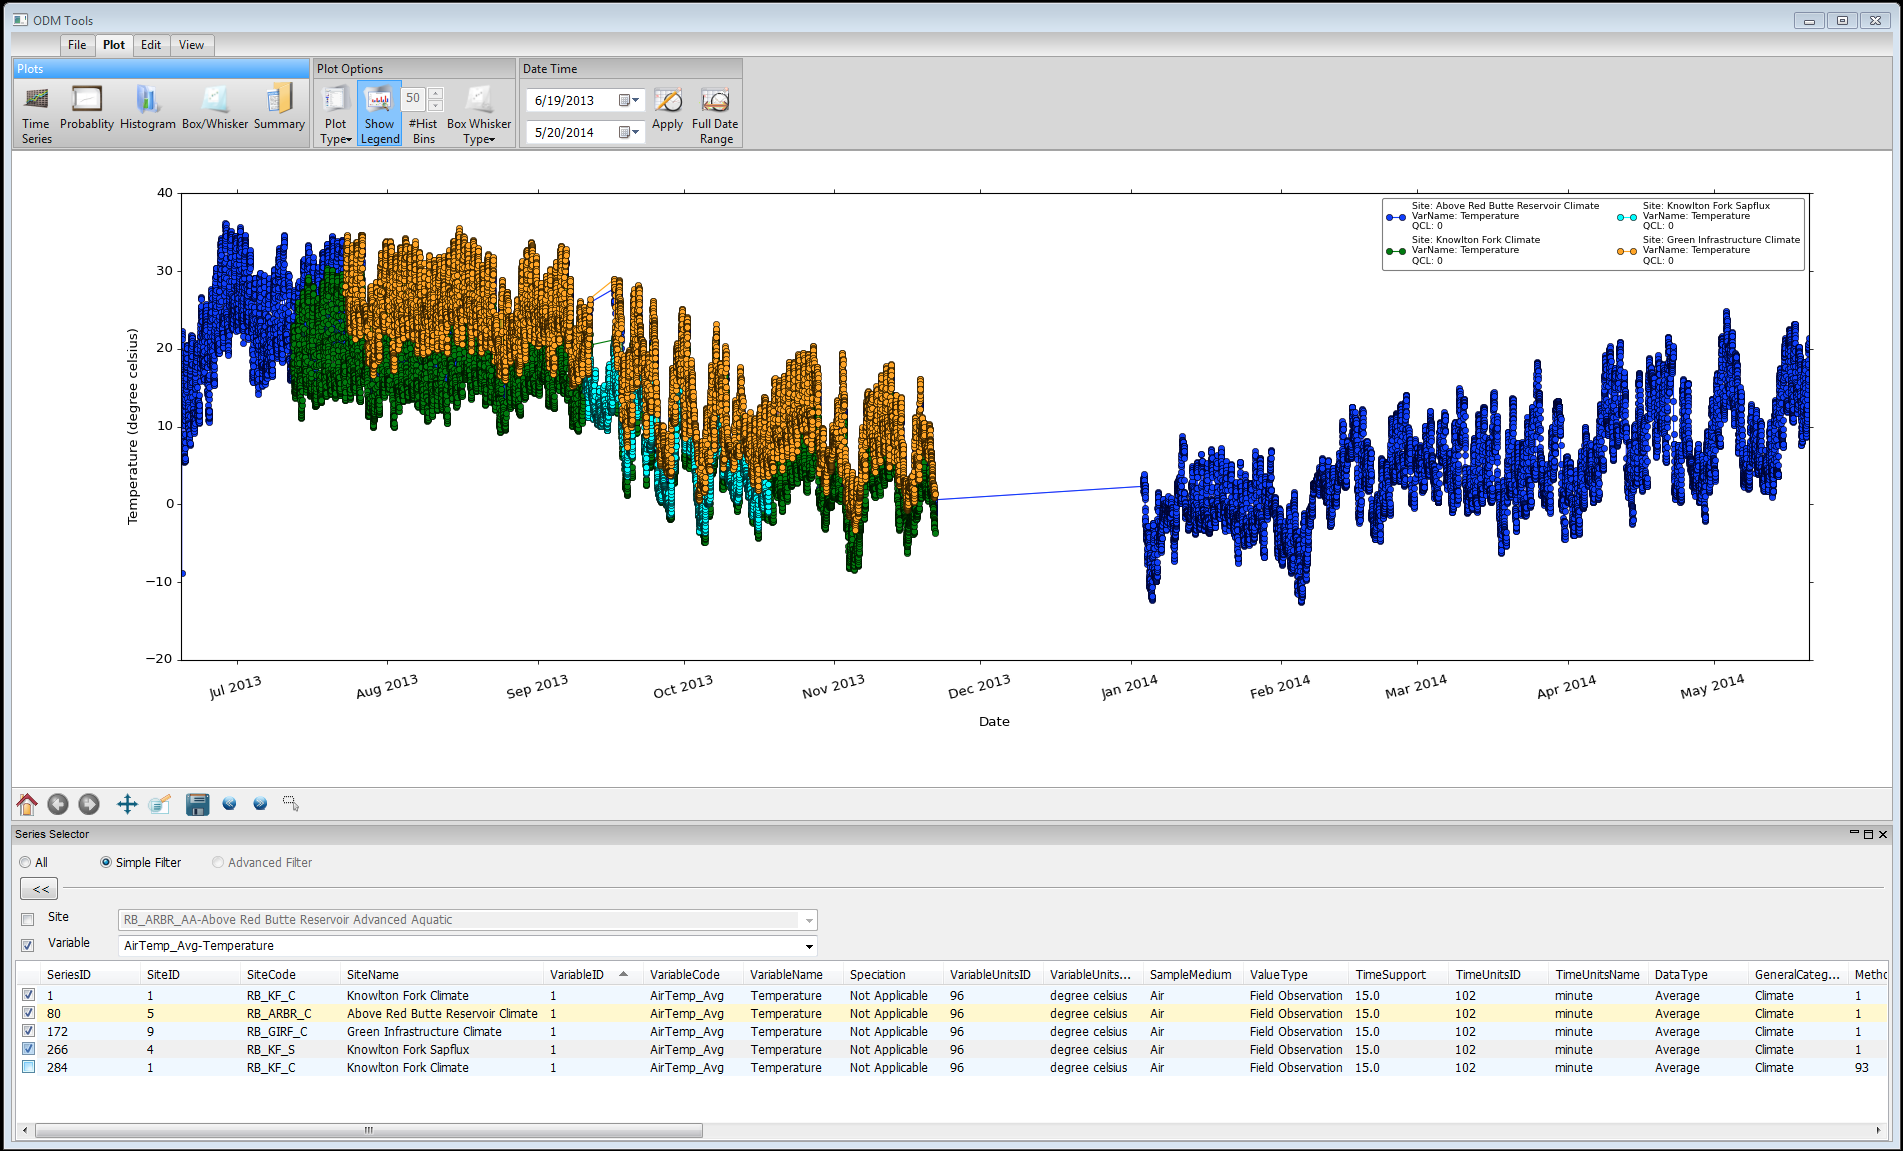 ODM Tools
File Plot Edit View
Plots Plot Options Date Time
Time Series Probablity Histogram Box/Whisker Summary Plot Type 50 Show Legend #Hist Bins Box Whisker Type 6/19/2013 5/20/2014 Apply Full Date Range
Site: Above Red Butte Reservoir Climate
VarName: Temperature
QCL: 0
Site: Knowlton Fork Climate
VarName: Temperature
QCL: 0
Site: Knowlton Fork Sapflux
VarName: Temperature
QCL: 0
Site: Green Infrastructure Climate
VarName: Temperature
QCL: 0
Temperature (degree celsius)
40
30
20
10
0
−10
−20
Jul 2013 Aug 2013 Sep 2013 Oct 2013 Nov 2013 Dec 2013 Jan 2014 Feb 2014 Mar 2014 Apr 2014 May 2014
Date
Series Selector
All Simple Filter Advanced Filter
<<
Site RB_ARBR_AA-Above Red Butte Reservoir Advanced Aquatic
Variable AirTemp_Avg-Temperature
SeriesID SiteID SiteCode SiteName VariableID VariableCode VariableName Speciation VariableUnitsID VariableUnits... SampleMedium ValueType TimeSupport TimeUnitsID TimeUnitsName DataType GeneralCateg... Metho
1 1 RB_KF_C Knowlton Fork Climate 1 AirTemp_Avg Temperature Not Applicable 96 degree celsius Air Field Observation 15.0 102 minute Average Climate 1
80 5 RB_ARBR_C Above Red Butte Reservoir Climate 1 AirTemp_Avg Temperature Not Applicable 96 degree celsius Air Field Observation 15.0 102 minute Average Climate 1
172 9 RB_GIRF_C Green Infrastructure Climate 1 AirTemp_Avg Temperature Not Applicable 96 degree celsius Air Field Observation 15.0 102 minute Average Climate 1
266 4 RB_KF_S Knowlton Fork Sapflux 1 AirTemp_Avg Temperature Not Applicable 96 degree celsius Air Field Observation 15.0 102 minute Average Climate 1
284 1 RB_KF_C Knowlton Fork Climate 1 AirTemp_Avg Temperature Not Applicable 96 degree celsius Air Field Observation 15.0 102 minute Average Climate 93